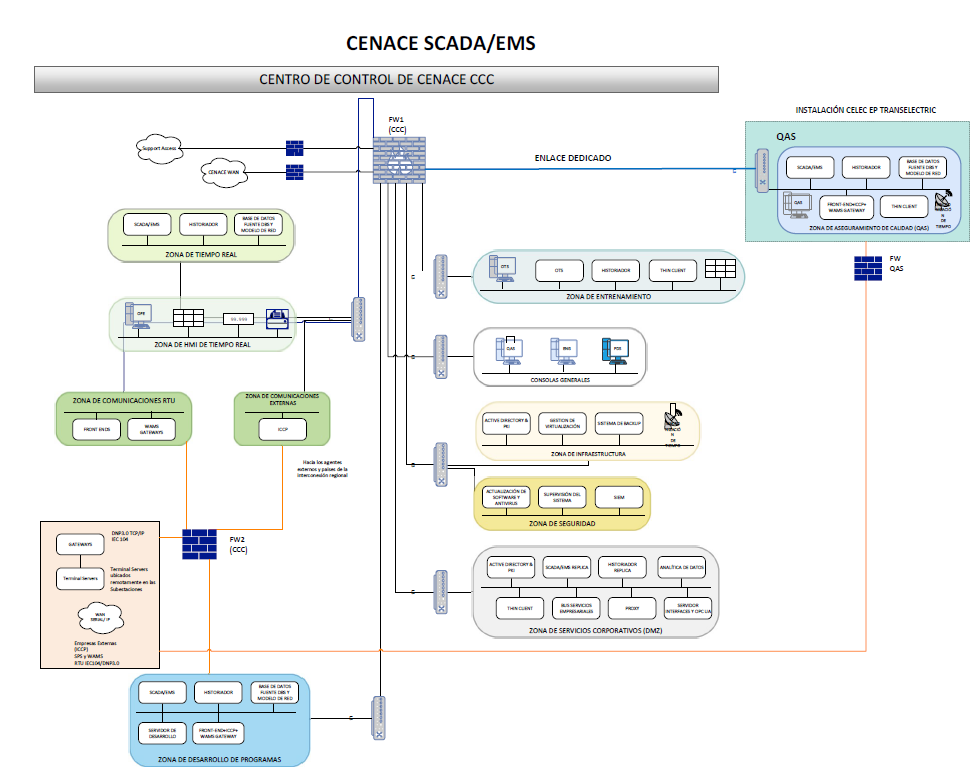 CENACE SCADA/EMS
CENTRO DE CONTROL DE CENACE CCC
INSTALACIÓN CELEC EP TRANSELECTRIC
FW1
(CCC)
Support Access
CENACE WAN
ENLACE DEDICADO
QAS
SCADA/EMS
HISTORIADOR
BASE DE DATOS
FUENTE DBS Y
MODELO DE RED
QAS
FRONT-END+ICCP+
WAMS GATEWAY
THIN CLIENT
N DE
TIEMPO
ZONA DE ASEGURAMIENTO DE CALIDAD (QAS)
FW
QAS
SCADA/EMS
HISTORIADOR
BASE DE DATOS
FUENTE DBS Y
MODELO DE RED
ZONA DE TIEMPO REAL
OPE
ZONA DE HMI DE TIEMPO REAL
OTS
OTS
HISTORIADOR
THIN CLIENT
ZONA DE ENTRENAMIENTO
QAS
PDS
CONSOLAS GENERALES
ZONA DE COMUNICACIONES RTU
FRONT ENDS
WAMS
GATEWAYS
ZONA DE COMUNICACIONES
EXTERNAS
ICCP
Hacia los agentes
externos y países de la
Interconexión regional
ACTIVE DIRECTORY &
PKI
GESTION DE
VIRTUALIZACIÓN
SISTEMA DE BACKUP
N
DE
TIEMPO
ZONA DE INFRAESTRUCTURA
ACTUALIZACIÓN DE
SOFTWARE Y
ANTIVIRUS
SUPERVISIÓN DEL
SISTEMA
SIEM
ZONA DE SEGURIDAD
FW2
(CCC)
GATEWAYS
DNP3.0 TCP/IP
IEC 104
Terminal Servers
Terminal Servers
ubicados
remotamente en las
Subestaciones
WAN
SERIAL/ IP
Empresas Externas
(ICCP)
SPS y WAMS
RTU IEC104/DNP3.0
ACTIVE DIRECTORY &
PKI
SCADA/EMS REPLICA
HISTORIADOR
REPLICA
ANALÍTICA DE DATOS
THIN CLIENT
BUS SERVICIOS
EMPRESARIALES
PROXY
SERVIDOR
INTERFACES Y OPC UA
ZONA DE SERVICIOS CORPORATIVOS (DMZ)
SCADA/EMS
HISTORIADOR
BASE DE DATOS
FUENTE DBS Y
MODELO DE RED
SERVIDOR DE
DESARROLLO
FRONT-END+ICCP+
WAMS GATEWAY
ZONA DE DESARROLLO DE PROGRAMAS